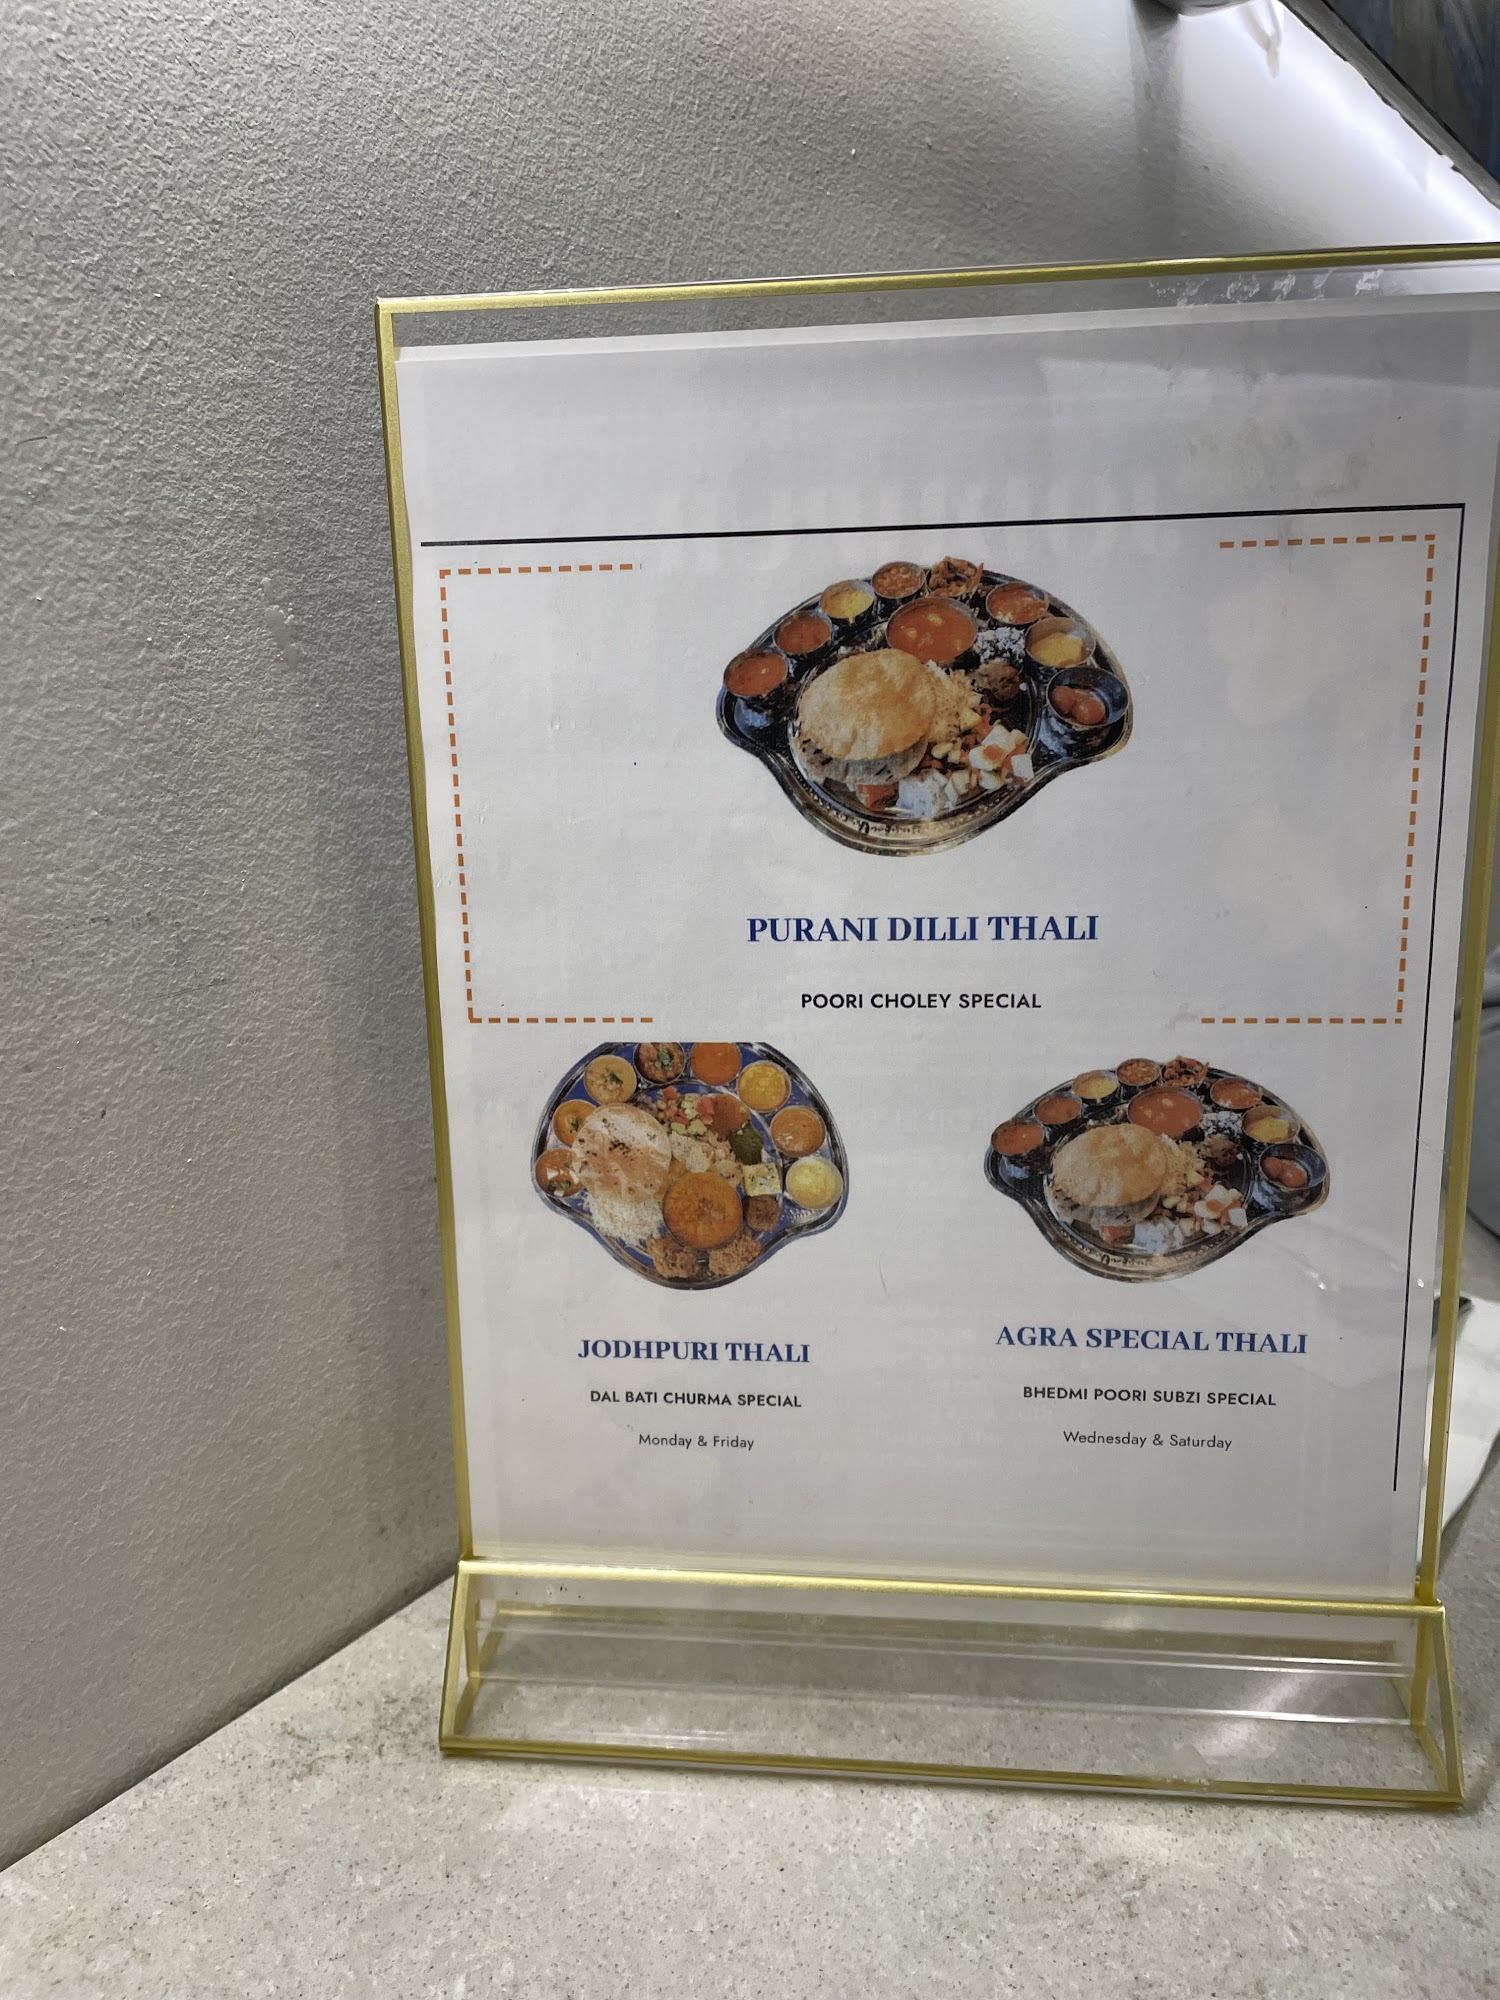 PURANI DILLI THALI
POORI CHOLEY SPECIAL
JODHPURI THALI
DAL BATI CHURMA SPECIAL
Monday & Friday
AGRA SPECIAL THALI
BHEDMI POORI SUBZI SPECIAL
Wednesday & Saturday